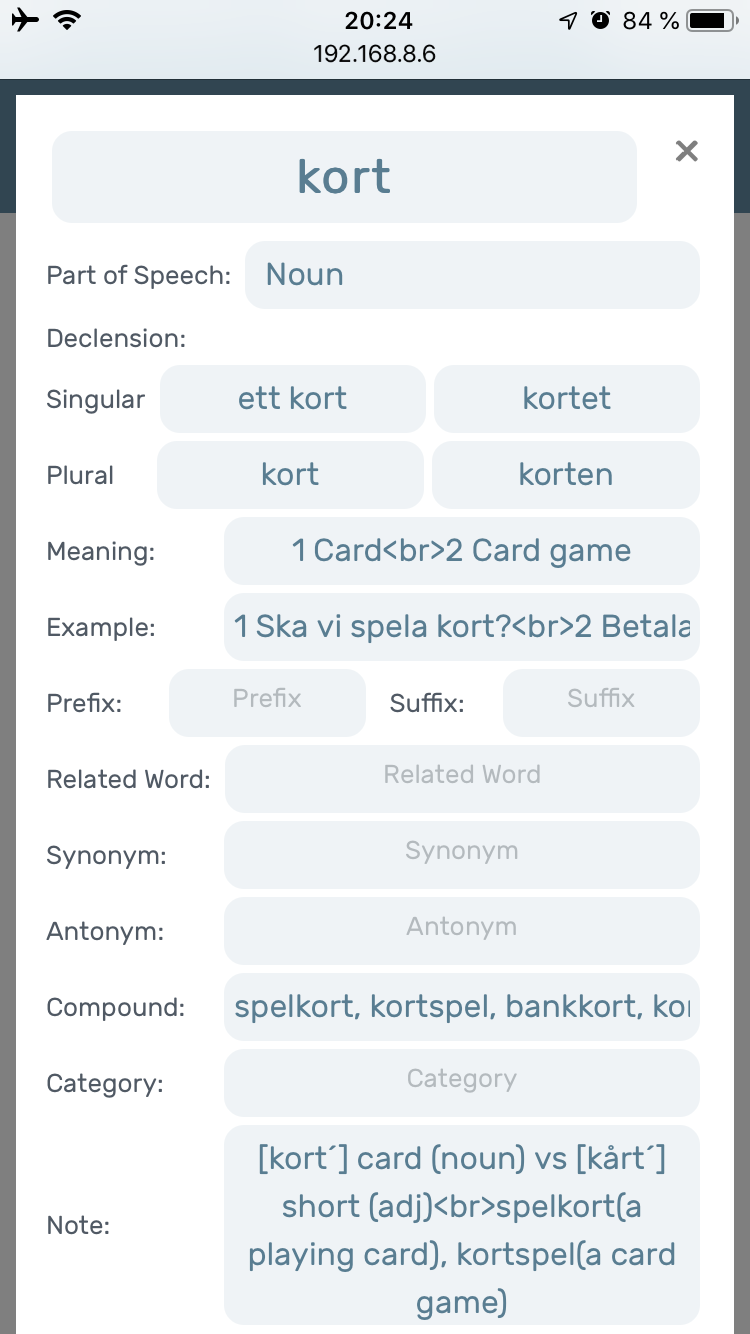 20:24
84 %
192.168.8.6
kort
×
Part of Speech: Noun
Declension:
Singular ett kort kortet
Plural kort korten
Meaning: 1 Card<br>2 Card game
Example: 1 Ska vi spela kort?<br>2 Betala
Prefix: Prefix Suffix: Suffix
Related Word: Related Word
Synonym: Synonym
Antonym: Antonym
Compound: spelkort, kortspel, bankkort, ko
Category: Category
[kort´] card (noun) vs [kårt´]
short (adj)<br>spelkort(a
Note:
playing card), kortspel(a card
game)